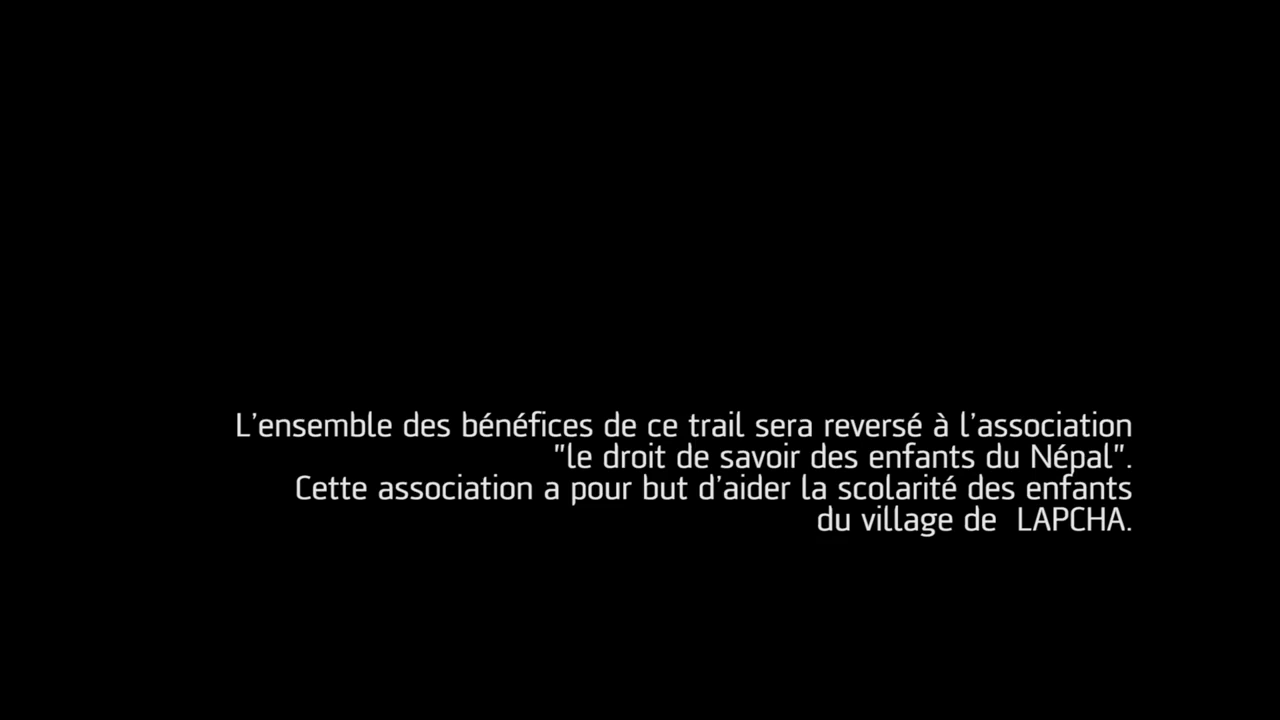 L'ensemble des bénéfices de ce trail sera reversé à l'association
"le droit de savoir des enfants du Népal".
Cette association a pour but d'aider la scolarité des enfants
du village de  LAPCHA.